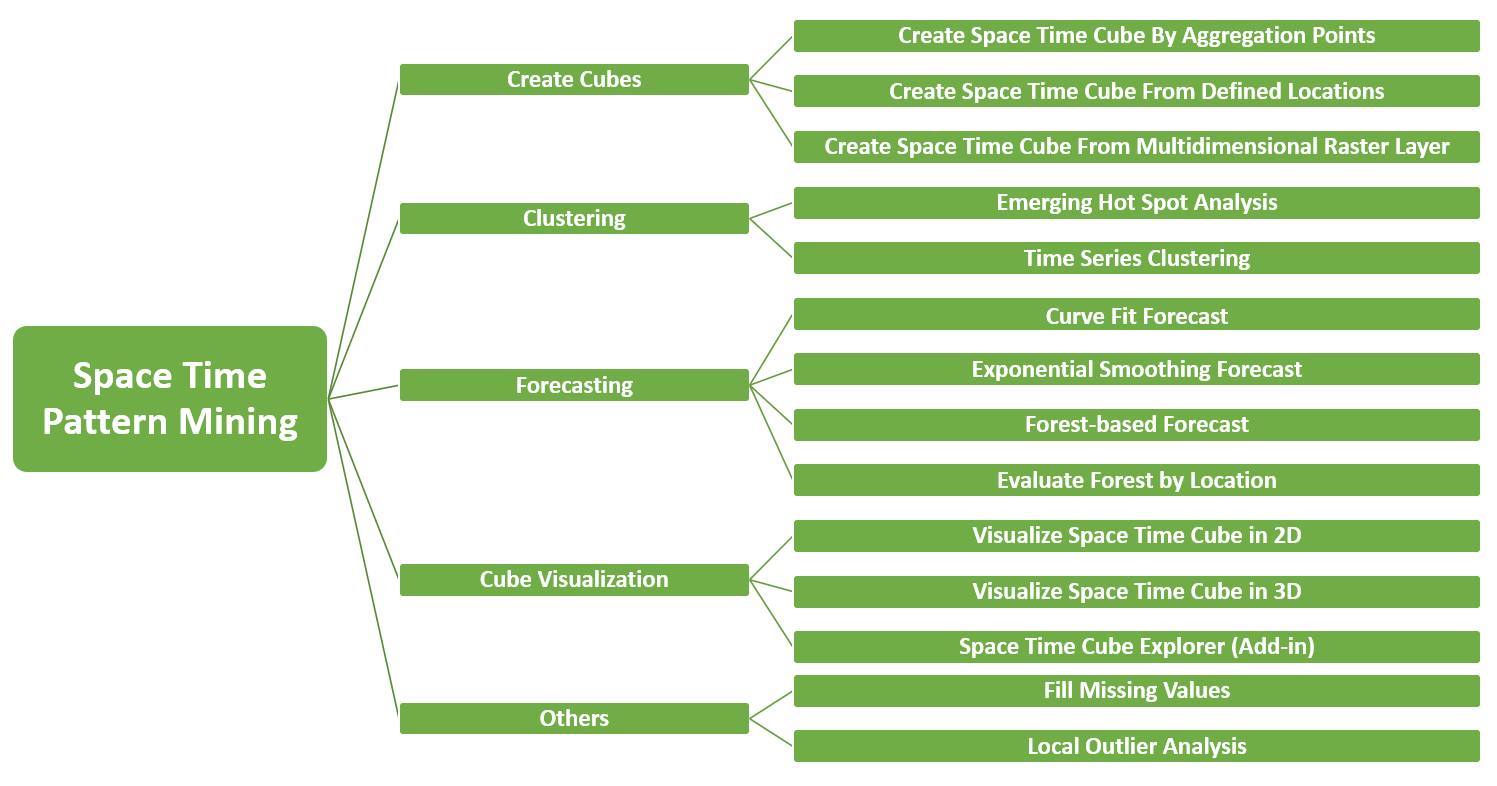 Space Time
Pattern Mining
Create Cubes
Create Space Time Cube By Aggregation Points
Create Space Time Cube From Defined Locations
Create Space Time Cube From Multidimensional Raster Layer
Clustering
Emerging Hot Spot Analysis
Time Series Clustering
Forecasting
Curve Fit Forecast
Exponential Smoothing Forecast
Forest-based Forecast
Evaluate Forest by Location
Cube Visualization
Visualize Space Time Cube in 2D
Visualize Space Time Cube in 3D
Space Time Cube Explorer (Add-in)
Others
Fill Missing Values
Local Outlier Analysis